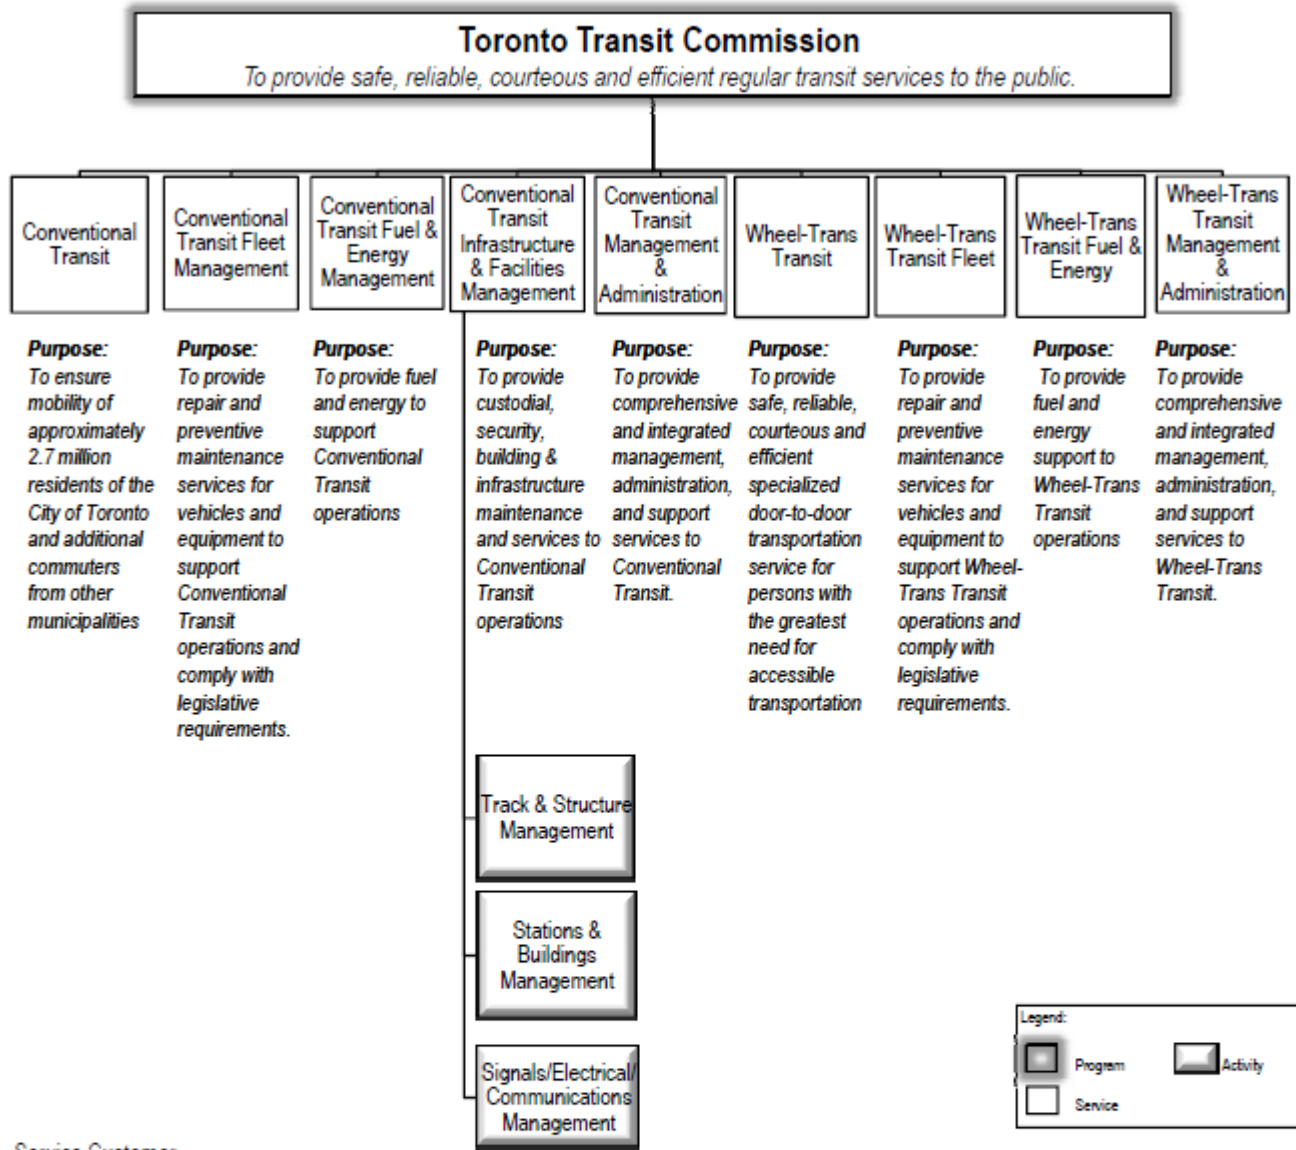 Toronto Transit Commission
To provide safe, reliable, courteous and efficient regular transit services to the public.
Conventional
Transit
Conventional
Transit Fleet
Management
Conventional
Transit Fuel &
Energy
Management
Conventional
Transit
Infrastructure
& Facilities
Management
Conventional
Transit
Management
&
Administration
Wheel-Trans
Transit
Wheel-Trans
Transit Fleet
Wheel-Trans
Transit Fuel &
Energy
Wheel-Trans
Transit
Management
&
Administration
Purpose:
To ensure
mobility of
approximately
2.7 million
residents of the
City of Toronto
and additional
commuters
from other
municipalities
Purpose:
To provide
repair and
preventive
maintenance
services for
vehicles and
equipment to
support
Conventional
Transit
operations and
comply with
legislative
requirements.
Purpose:
To provide fuel
and energy to
support
Conventional
Transit
operations
Purpose:
To provide
custodial,
security,
building &
infrastructure
maintenance
and services to
Conventional
Transit
operations
Purpose:
To provide
comprehensive
and integrated
management,
administration,
and support
services to
Conventional
Transit.
Purpose:
To provide
safe, reliable,
courteous and
efficient
specialized
door-to-door
transportation
service for
persons with
the greatest
need for
accessible
transportation
Purpose:
To provide
repair and
preventive
maintenance
services for
vehicles and
equipment to
support Wheel-
Trans Transit
operations and
comply with
legislative
requirements.
Purpose:
To provide
fuel and
energy
support to
Wheel-Trans
Transit
operations
Purpose:
To provide
comprehensive
and integrated
management,
administration,
and support
services to
Wheel-Trans
Transit.
Track & Structure
Management
Stations &
Buildings
Management
Signals/Electrical/
Communications
Management
Legend:
Program
Activity
Service
Service Customer